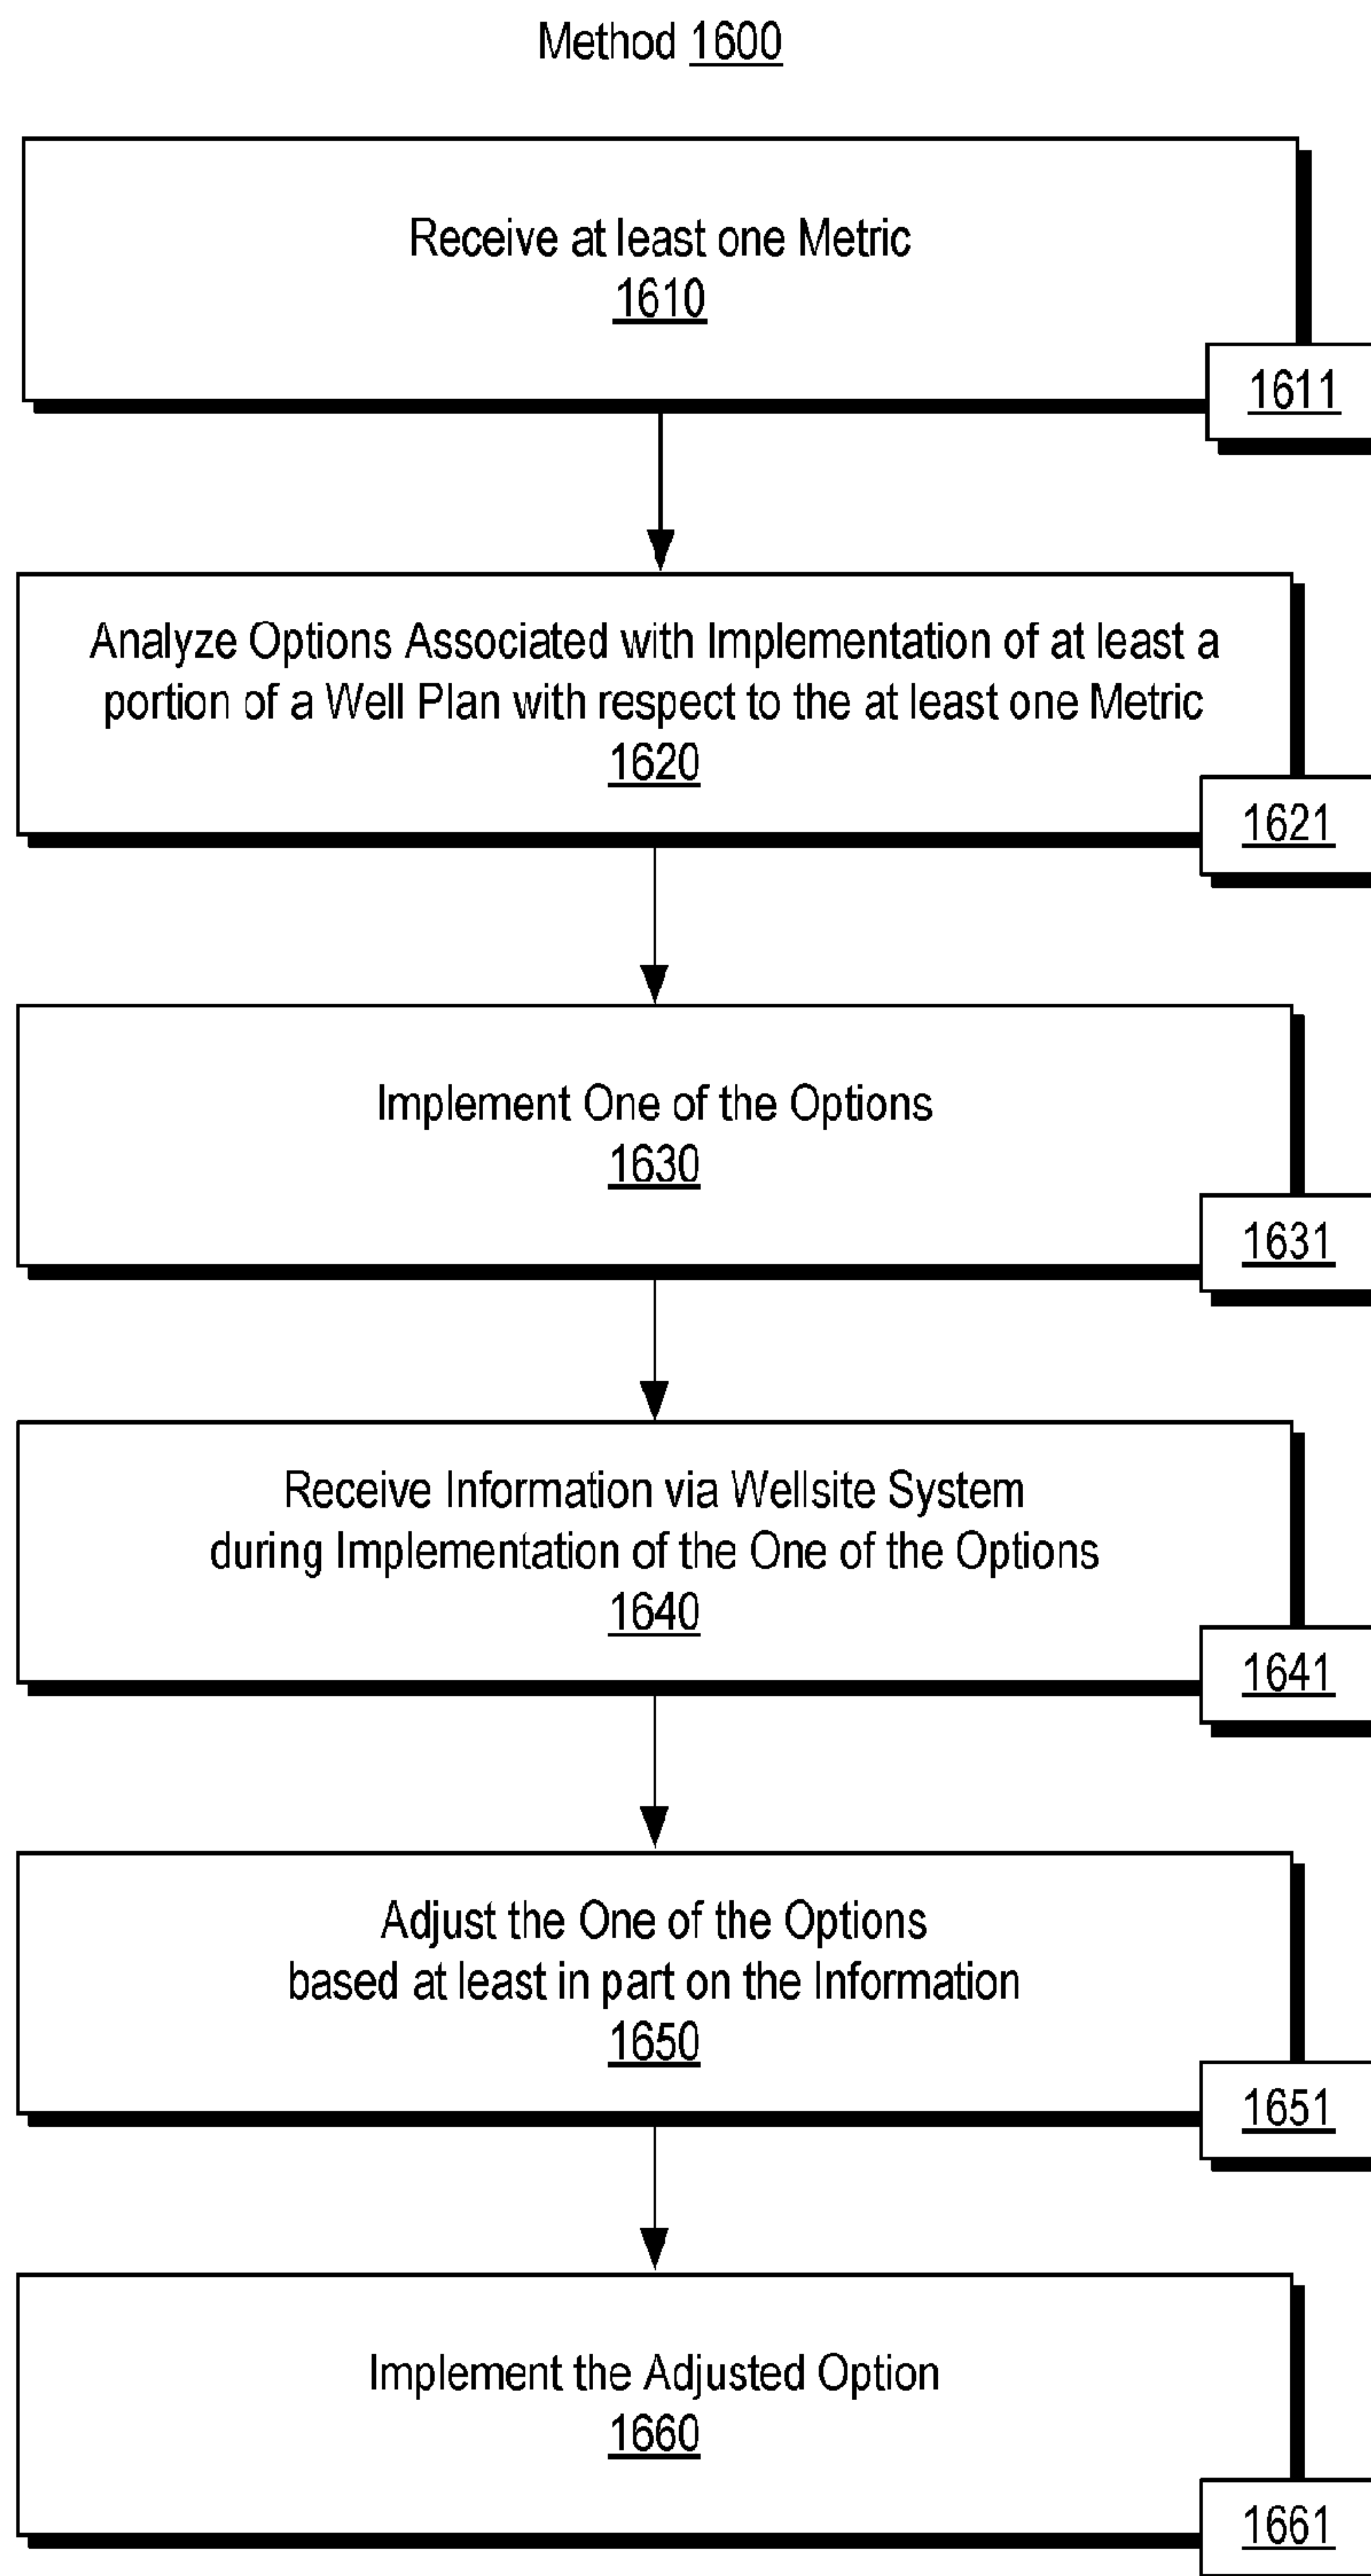 Method 1600
Receive at least one Metric
1610
1611
Analyze Options Associated with Implementation of at least a
portion of a Well Plan with respect to the at least one Metric
1620
1621
Implement One of the Options
1630
1631
Receive Information via Wellsite System
during Implementation of the One of the Options
1640
1641
Adjust the One of the Options
based at least in part on the Information
1650
1651
Implement the Adjusted Option
1660
1661